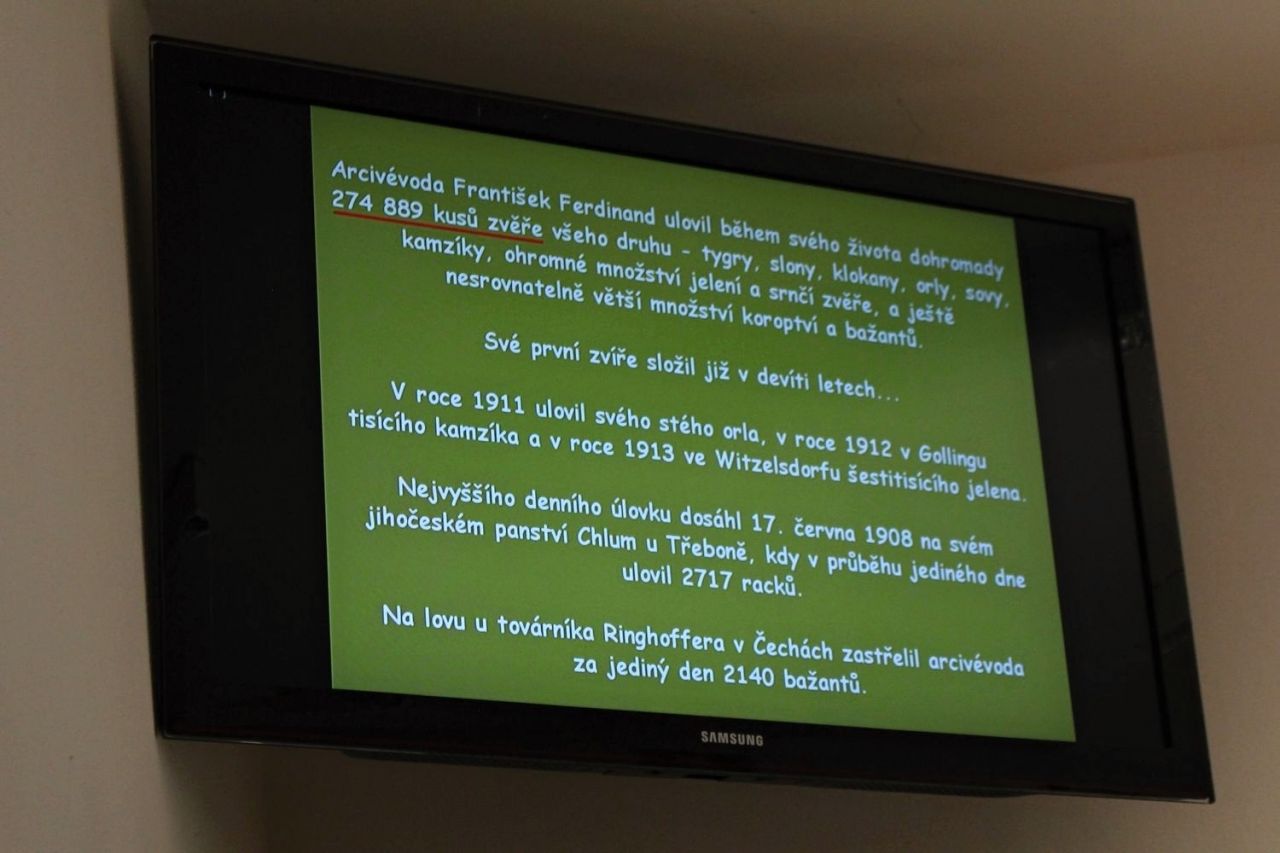 Arcivévoda František Ferdinand ulovil během svého života dohromady
274 889 kusů zvěře všeho druhu - tygry, slony, klokany, orly, sovy,
kamzíky, ohromné množství jelení a srnčí zvěře, a ještě
nesrovnatelně větší množství koroptví a bažantů.
Své první zvíře složil již v devíti letech...
V roce 1911 ulovil svého stého orla, v roce 1912 v Gollingu
tisícího kamzíka a v roce 1913 ve Witzelsdorfu šestitisícího jelena.
Nejvyššího denního úlovku dosáhl 17. června 1908 na svém
jihočeském panství Chlum u Třeboně, kdy v průběhu jediného dne
ulovil 2717 racků.
Na lovu u továrníka Ringhoffera v Čechách zastřelil arcivévoda
za jediný den 2140 bažantů.
SAMSUNG